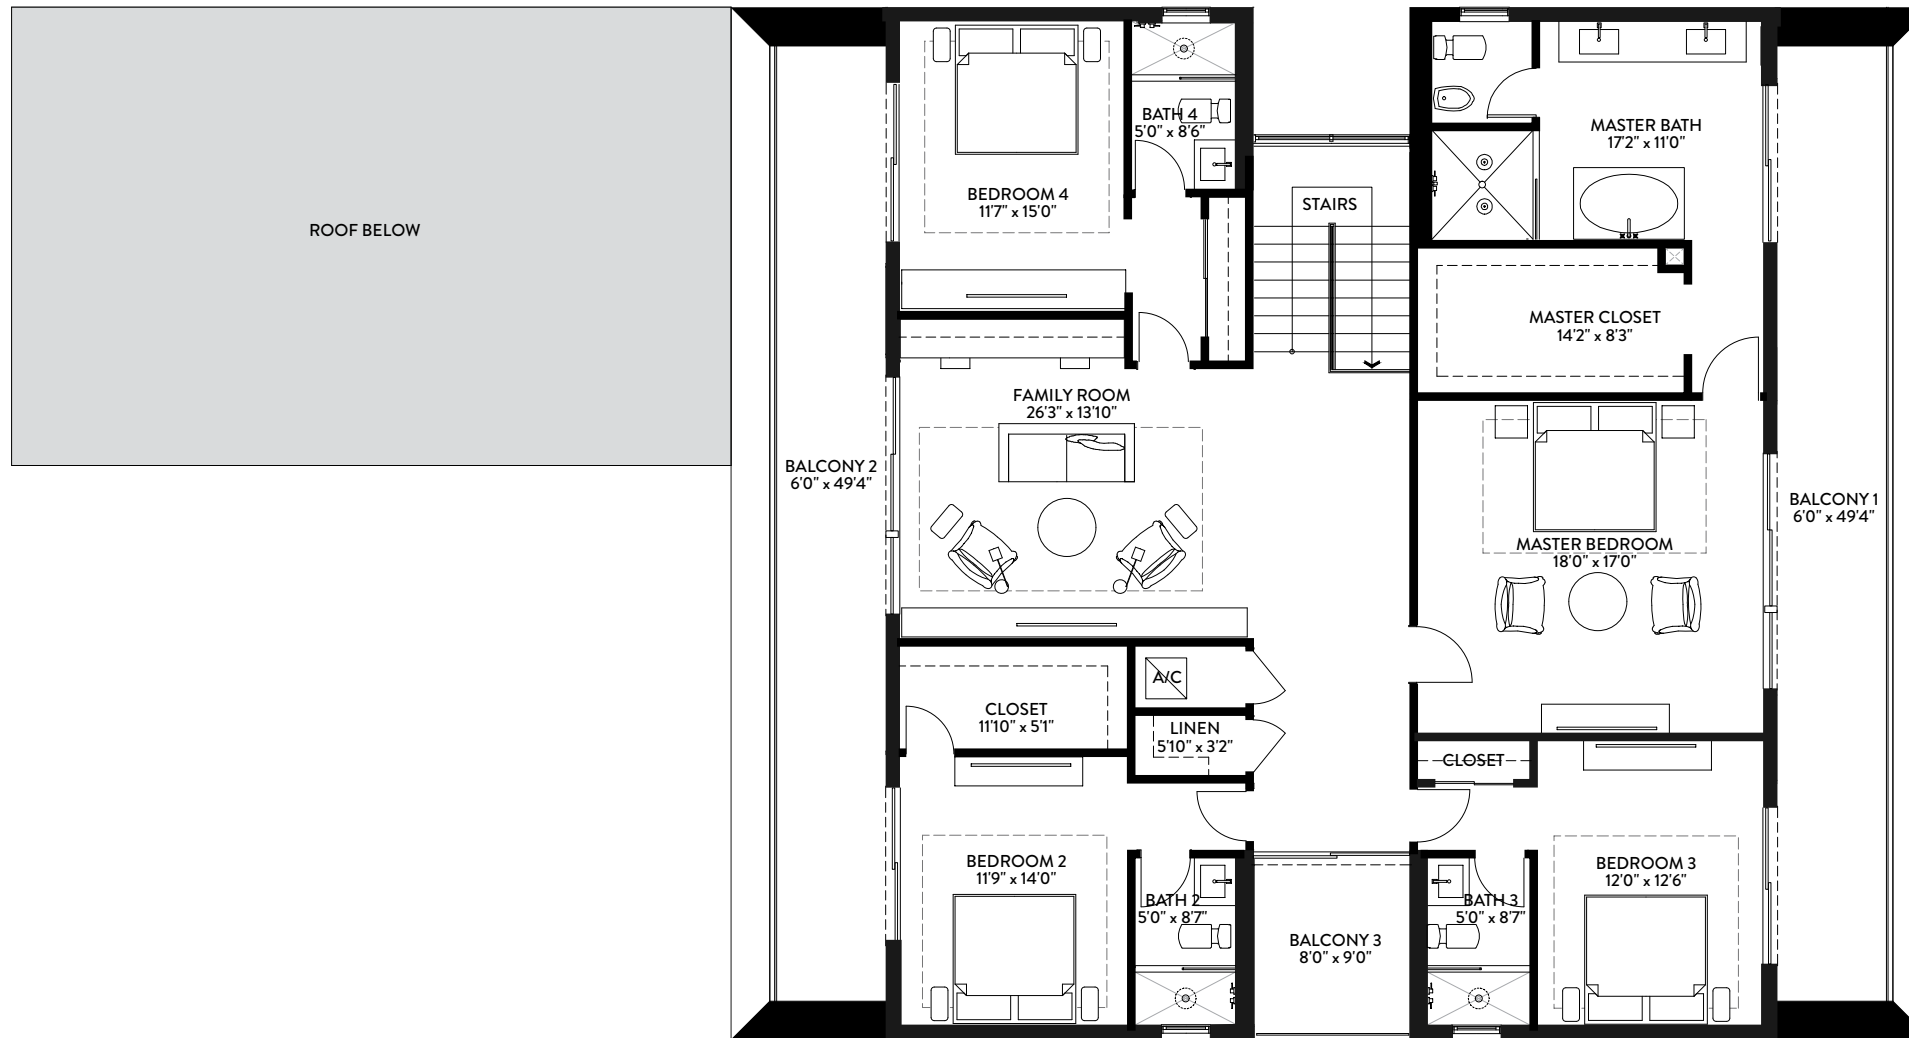 BATH 4
5'0" x 8'6"
MASTER BATH
17'2" x 11'0"
BEDROOM 4
11'7" x 15'0"
STAIRS
ROOF BELOW
MASTER CLOSET
14'2" x 8'3"
FAMILY ROOM
26'3" x 13'10"
BALCONY 2
6'0" x 49'4"
BALCONY 1
6'0" x 49'4"
MASTER BEDROOM
18'0" x 17'0"
A/C
CLOSET
11'10" x 5'1"
LINEN
5'10" x 3'2"
CLOSET
BEDROOM 2
11'9" x 14'0"
BEDROOM 3
12'0" x 12'6"
BATH 2
5'0" x 8'7"
BATH 3
5'0" x 8'7"
BALCONY 3
8'0" x 9'0"